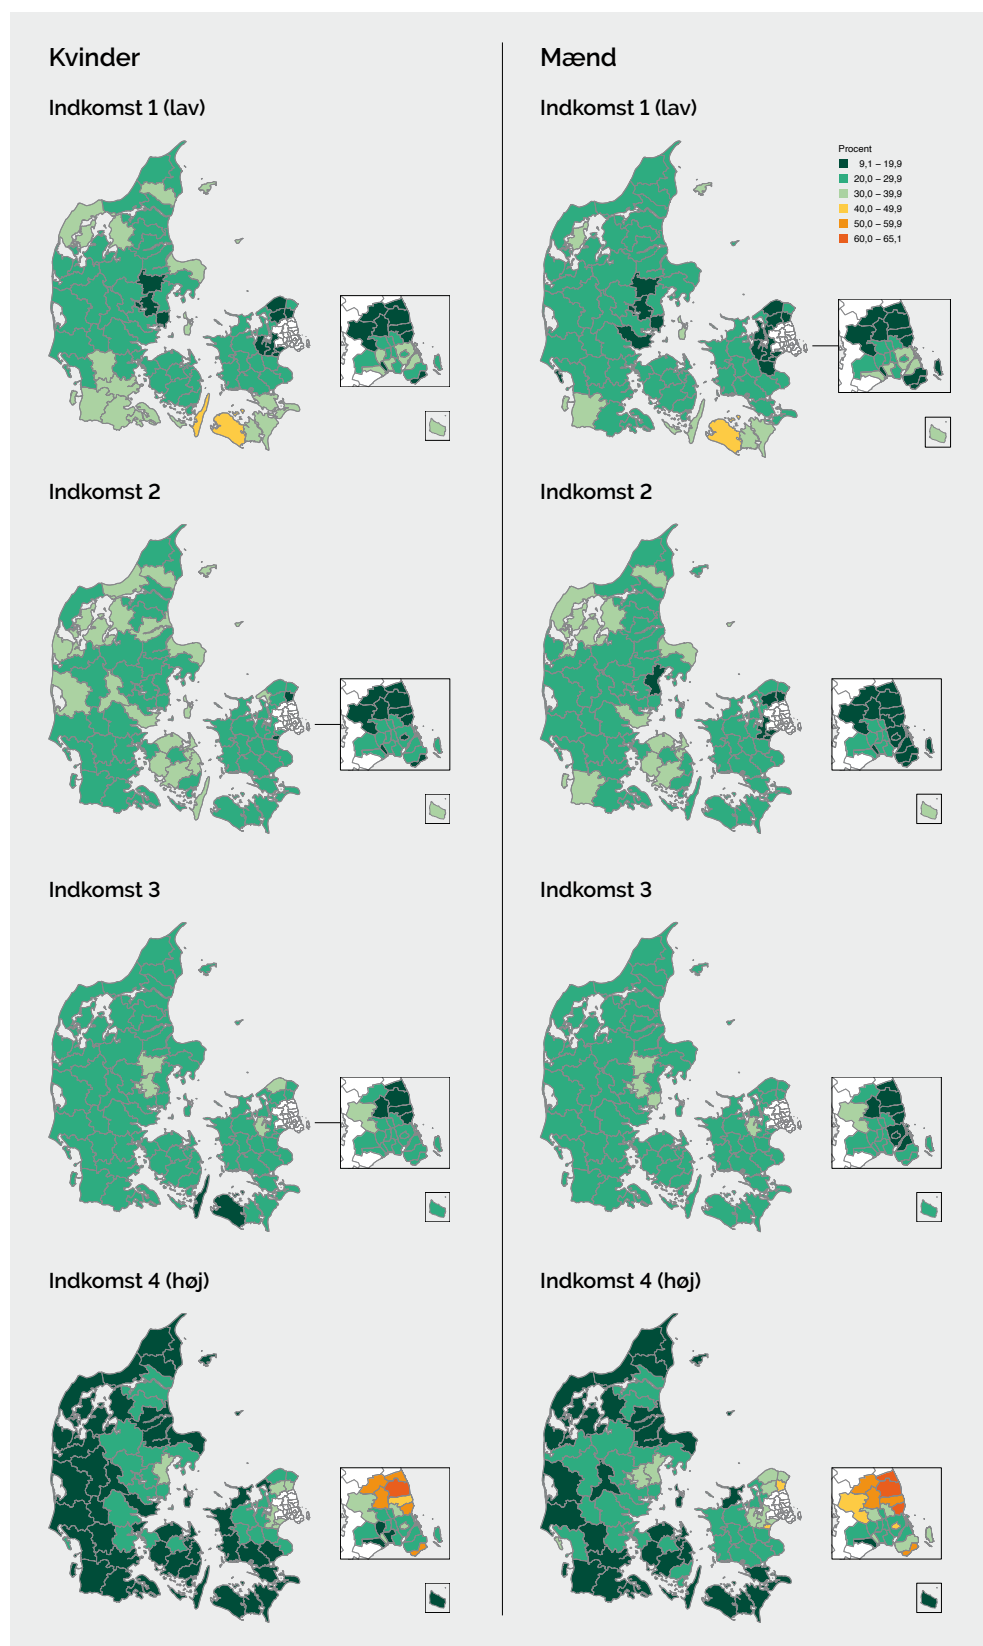 Kvinder
Mænd
Indkomst 1 (lav)
Indkomst 1 (lav)
Procent
9,1 – 19,9
20,0 – 29,9
30,0 – 39,9
40,0 – 49,9
50,0 – 59,9
60,0 – 65,1
Indkomst 2
Indkomst 2
Indkomst 3
Indkomst 3
Indkomst 4 (høj)
Indkomst 4 (høj)